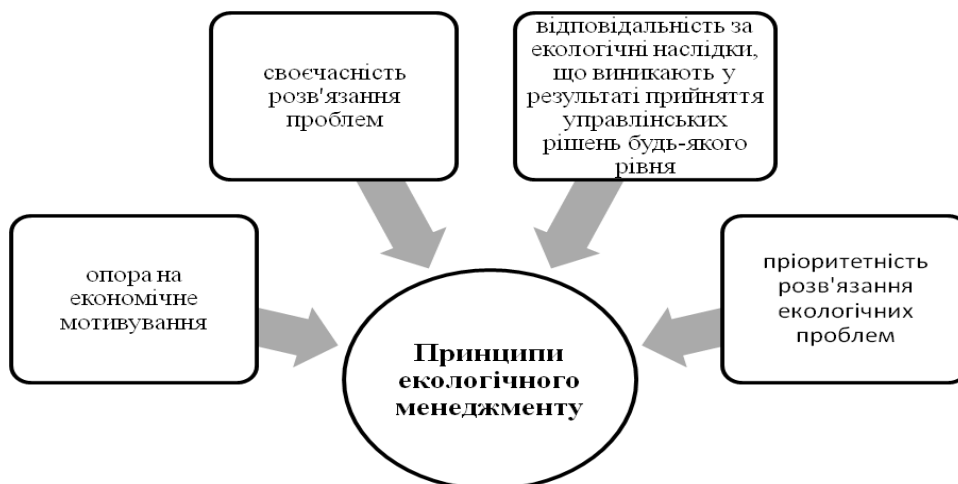 своєчасність
розв'язання
проблем
відповідальність за
екологічні наслідки,
що виникають у
результаті прийняття
управлінських
рішень будь-якого
рівня
опора на
економічне
мотивування
пріоритетність
розв'язання
екологічних
проблем
Принципи
екологічного
менеджменту